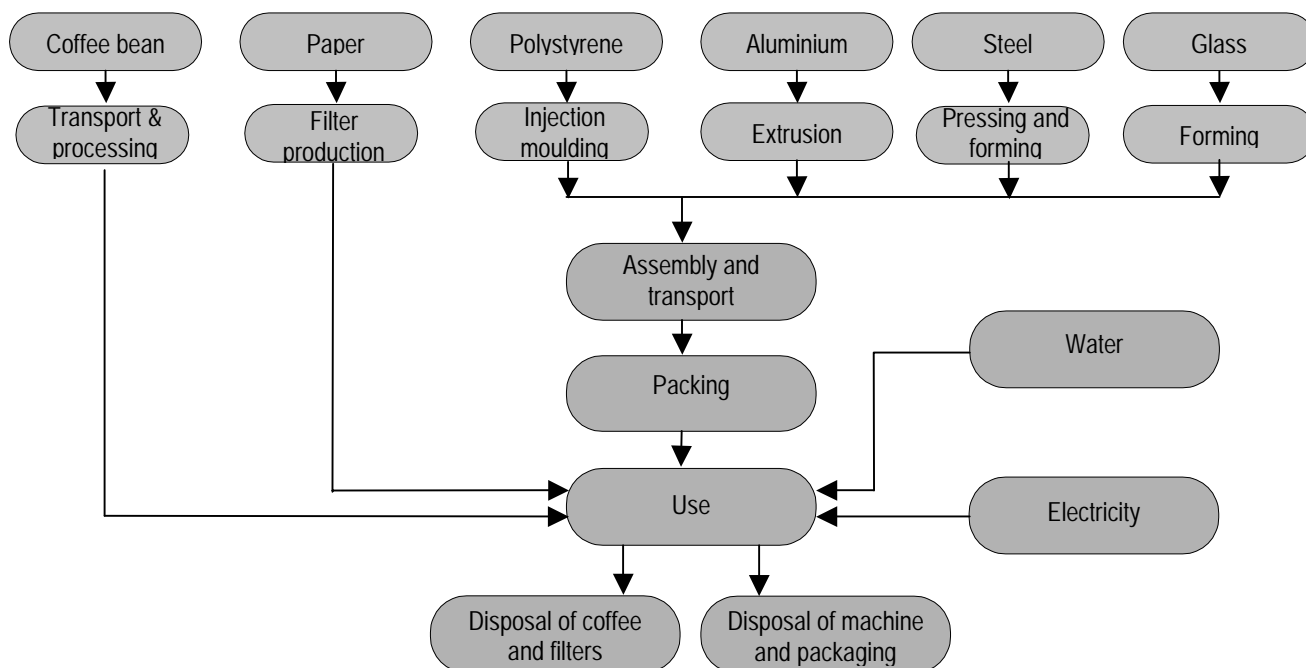 Coffee bean
Paper
Polystyrene
Aluminium
Steel
Glass
Transport &
processing
Filter
production
Injection
moulding
Extrusion
Pressing and
forming
Forming
Assembly and
transport
Water
Packing
Use
Electricity
Disposal of coffee
and filters
Disposal of machine
and packaging